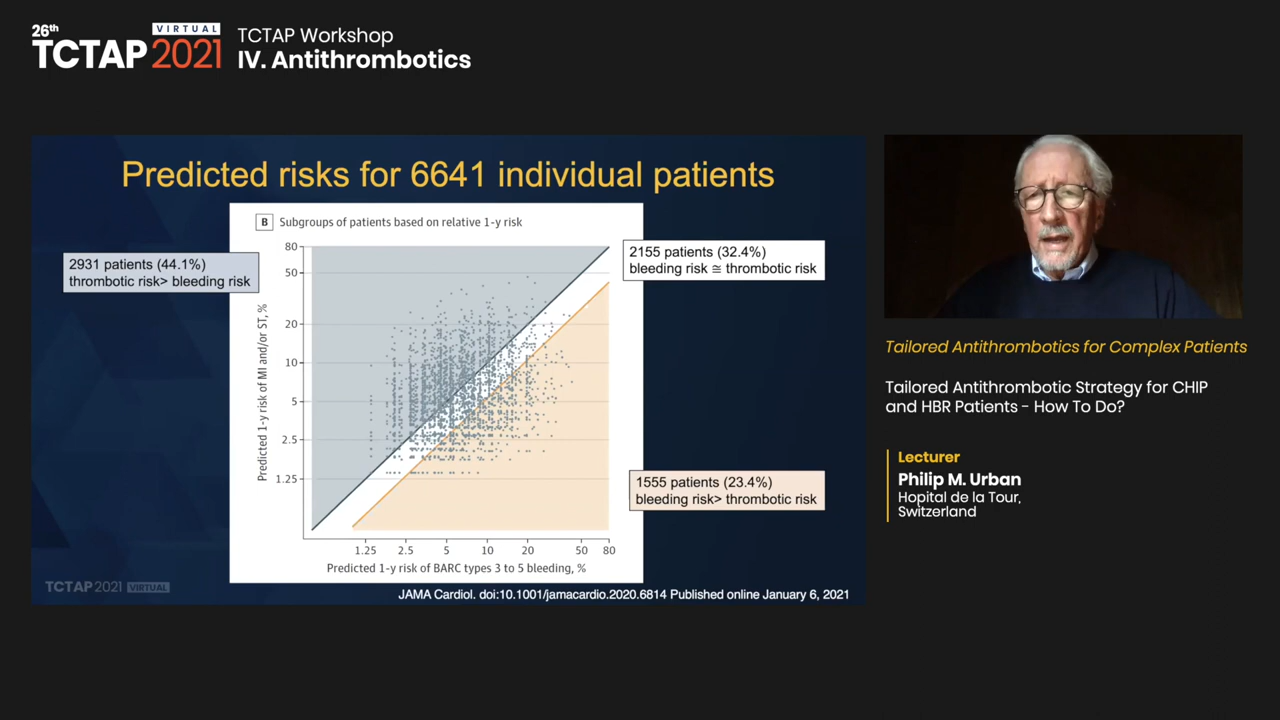 26th
VIRTUAL
TCTAP 2021
TCTAP Workshop
IV. Antithrombotics
Predicted risks for 6641 individual patients
B Subgroups of patients based on relative 1-y risk
2931 patients (44.1%)
thrombotic risk> bleeding risk
2155 patients (32.4%)
bleeding risk ≅ thrombotic risk
1555 patients (23.4%)
bleeding risk> thrombotic risk
Predicted 1-y risk of MI and/or ST, %
80
50
20
10
5
2.5
1.25
1.25 2.5 5 10 20 50 80
Predicted 1-y risk of BARC types 3 to 5 bleeding, %
TCTAP 2021 VIRTUAL
JAMA Cardiol. doi:10.1001/jamacardio.2020.6814 Published online January 6, 2021
Tailored Antithrombotics for Complex Patients
Tailored Antithrombotic Strategy for CHIP
and HBR Patients - How To Do?
Lecturer
Philip M. Urban
Hopital de la Tour,
Switzerland